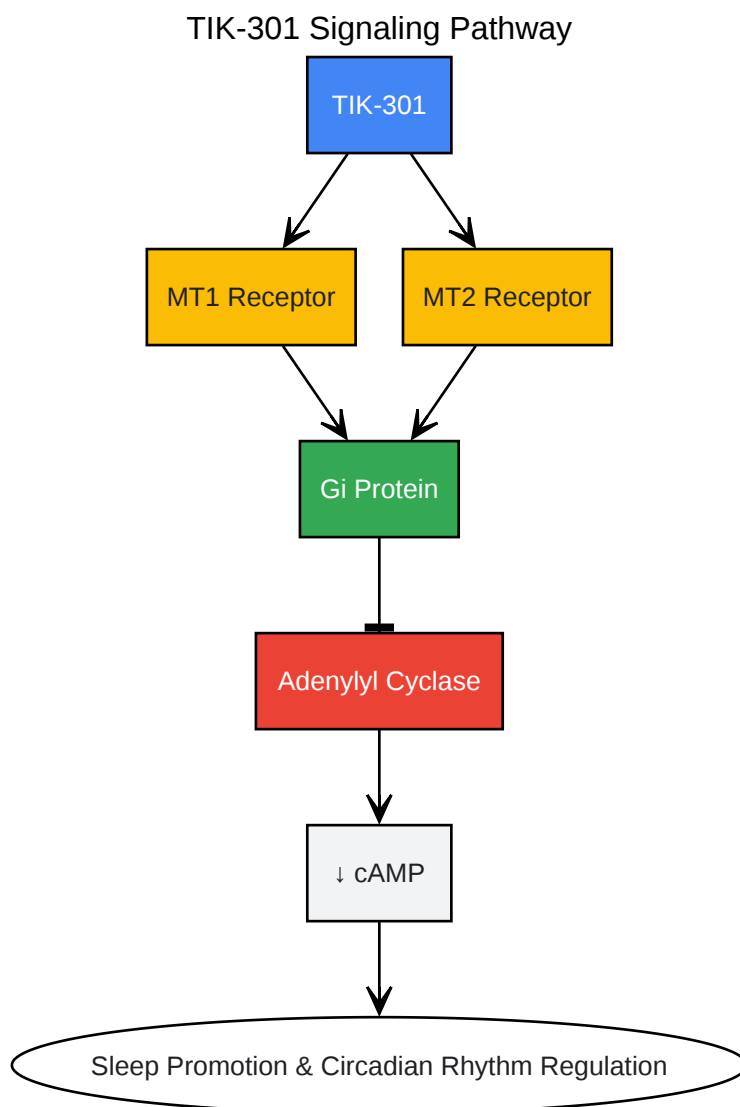 TIK-301 Signaling Pathway
TIK-301
MT1 Receptor
MT2 Receptor
Gi Protein
Adenylyl Cyclase
↓ cAMP
Sleep Promotion & Circadian Rhythm Regulation